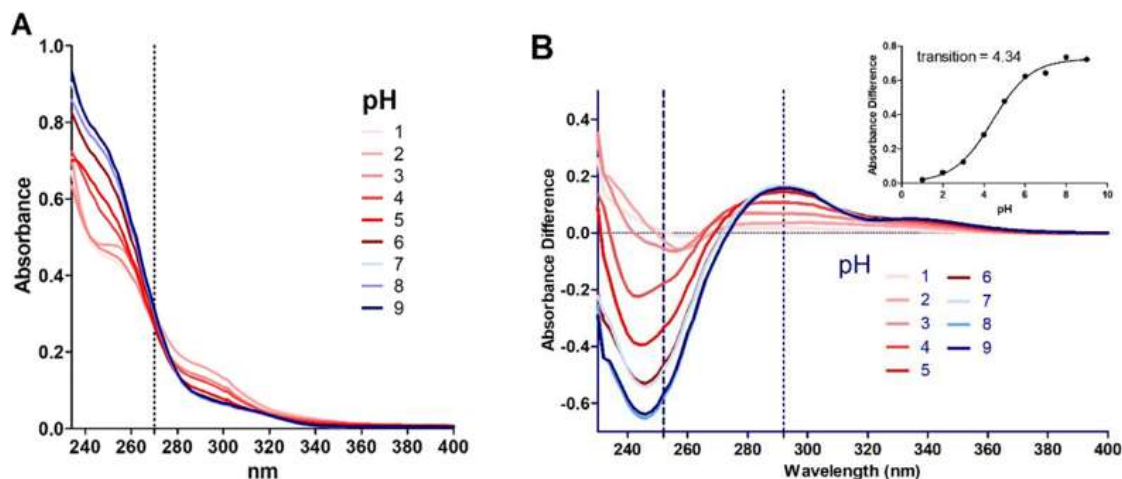 A
Absorbance
1.0
0.8
0.6
0.4
0.2
0.0
240 260 280 300 320 340 360 380 400
nm
pH
1
2
3
4
5
6
7
8
9
B
Absorbance Difference
0.4
0.2
0.0
-0.2
-0.4
-0.6
240 260 280 300 320 340 360 380 400
Wavelength (nm)
pH
1 6
2 7
3 8
4 9
5
transition = 4.34
Absorbance Difference
0.8
0.6
0.4
0.2
0.0
0 2 4 6 8 10
pH